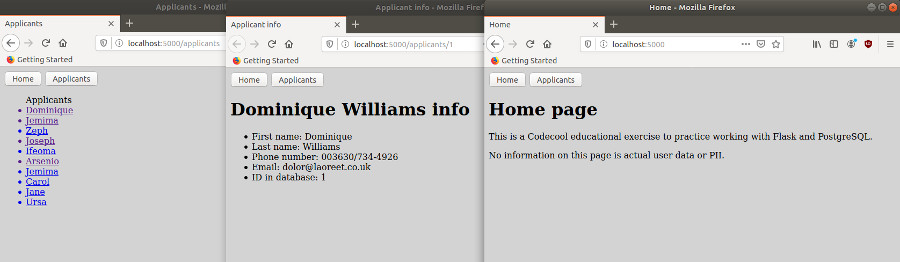 Applicants - Mozil
Applicants
localhost:5000/applicants
Getting Started
Home
Applicants
Applicants
Dominique
Jemima
Zeph
Joseph
Ifeoma
Arsenio
Jemima
Carol
Jane
Ursa
Applicant info - Mozilla Firef
Applicant info
localhost:5000/applicants/1
Getting Started
Home
Applicants
Dominique Williams info
First name: Dominique
Last name: Williams
Phone number: 003630/734-4926
Email: dolor@laoreet.co.uk
ID in database: 1
Home - Mozilla Firefox
Home
localhost:5000
Getting Started
Home
Applicants
Home page
This is a Codecool educational exercise to practice working with Flask and PostgreSQL.
No information on this page is actual user data or PII.